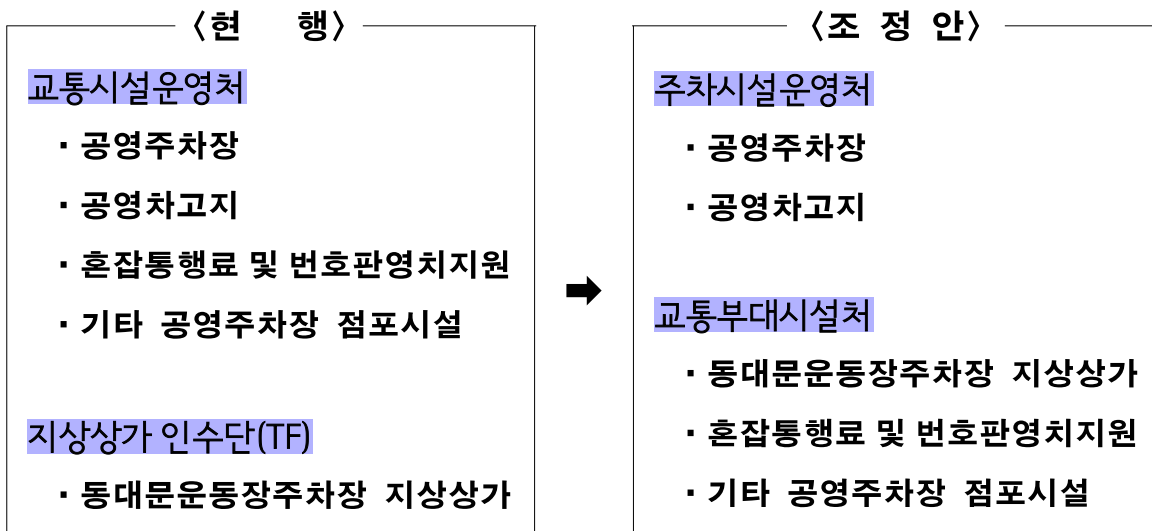 〈현 행〉
교통시설운영처
· 공영주차장
· 공영차고지
· 혼잡통행료 및 번호판영치지원
· 기타 공영주차장 점포시설
지상상가 인수단(TF)
· 동대문운동장주차장 지상상가
➡
〈조 정 안〉
주차시설운영처
· 공영주차장
· 공영차고지
교통부대시설처
· 동대문운동장주차장 지상상가
· 혼잡통행료 및 번호판영치지원
· 기타 공영주차장 점포시설